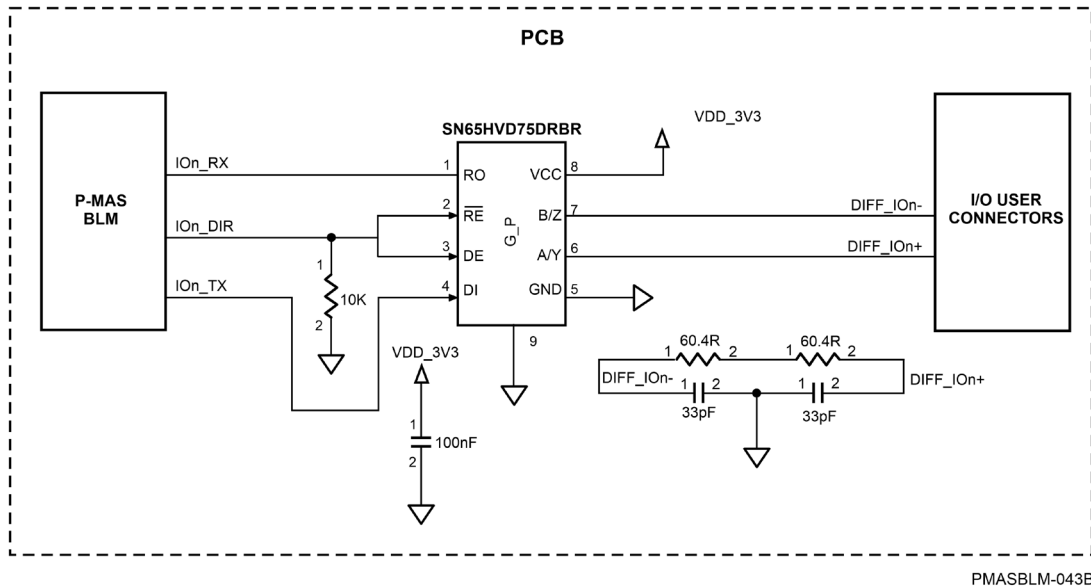 PCB
SN65HVD75DRBR
VDD_3V3
P-MAS
BLM
IOn_RX
IOn_DIR
IOn_TX
1
2
10K
1 RO
2 RE
3 DE
4 DI
G_P
VCC 8
B/Z 7
A/Y 6
GND 5
9
DIFF_IOn-
DIFF_IOn+
I/O USER
CONNECTORS
VDD_3V3
1
100nF
2
60.4R
60.4R
1 2 1 2
DIFF_IOn- 1 2 1 2 DIFF_IOn+
33pF
33pF
PMASBLM-043B